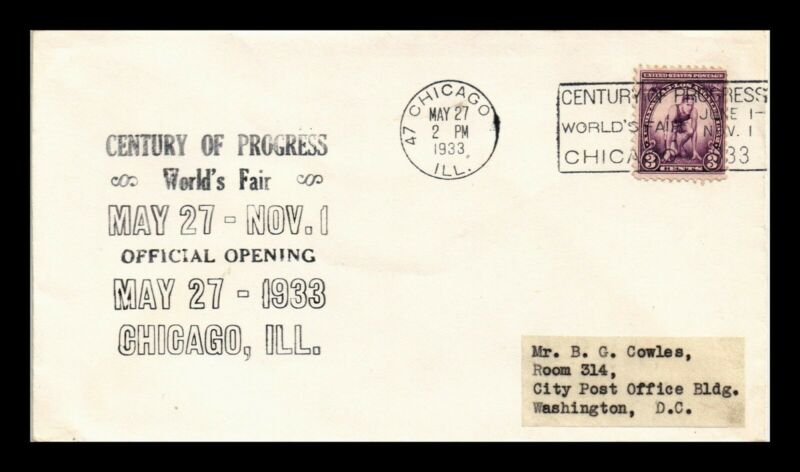 CENTURY OF PROGRESS
World's Fair
MAY 27 - NOV. 1
OFFICIAL OPENING
MAY 27 - 1933
CHICAGO, ILL.
47 CHICAGO
MAY 27
2 PM
1933
ILL.
UNITED STATES POSTAGE
3 CENTS 3
CENTURY OF PROGRESS
WORLD'S FAIR
JUNE 1-
NOV. 1
CHICA 33
Mr. B. G. Cowles,
Room 314,
City Post Office Bldg.
Washington, D.C.